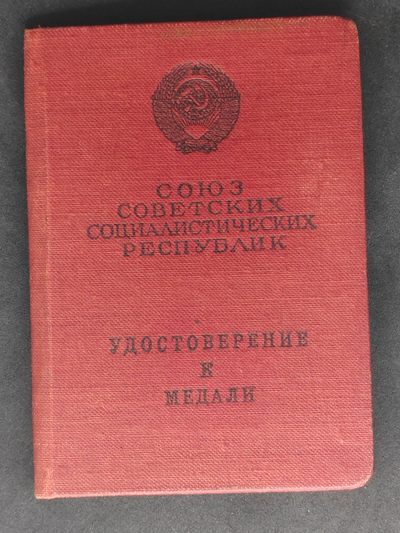 СОЮЗ
СОВЕТСКИХ
СОЦИАЛИСТИЧЕСКИХ
РЕСПУБЛИК
УДОСТОВЕРЕНИЕ
К
МЕДАЛИ